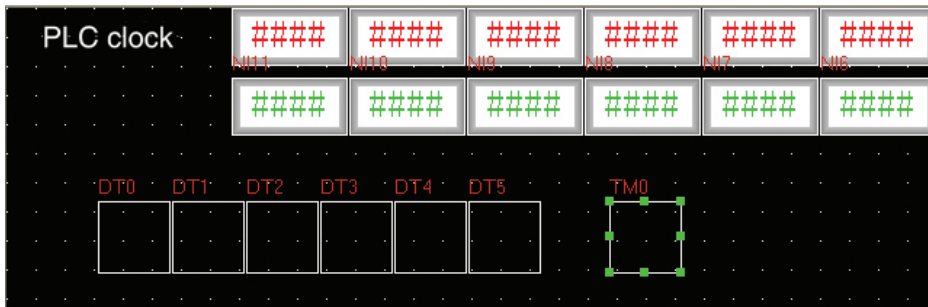 PLC clock #### #### #### #### #### ####
NI11 NI10 NI9 NI8 NI7 NI6
#### #### #### #### #### ####
DT0 DT1 DT2 DT3 DT4 DT5 TM0